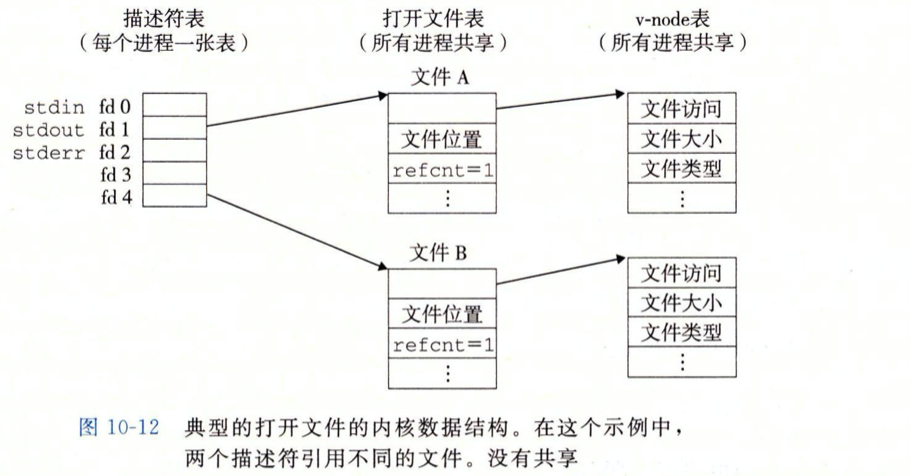 描述符表
（每个进程一张表）
打开文件表
（所有进程共享）
v-node表
（所有进程共享）
stdin fd 0
stdout fd 1
stderr fd 2
fd 3
fd 4
文件 A
文件位置
refcnt=1
⋮
文件访问
文件大小
文件类型
⋮
文件 B
文件位置
refcnt=1
⋮
文件访问
文件大小
文件类型
⋮
图 10-12 典型的打开文件的内核数据结构。在这个示例中，
两个描述符引用不同的文件。没有共享